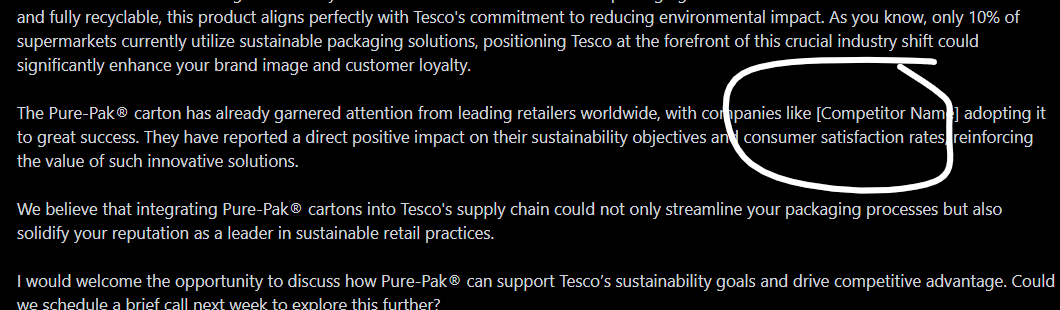 and fully recyclable, this product aligns perfectly with Tesco's commitment to reducing environmental impact. As you know, only 10% of
supermarkets currently utilize sustainable packaging solutions, positioning Tesco at the forefront of this crucial industry shift could
significantly enhance your brand image and customer loyalty.
The Pure-Pak® carton has already garnered attention from leading retailers worldwide, with companies like [Competitor Name] adopting it
to great success. They have reported a direct positive impact on their sustainability objectives and consumer satisfaction rates, reinforcing
the value of such innovative solutions.
We believe that integrating Pure-Pak® cartons into Tesco's supply chain could not only streamline your packaging processes but also
solidify your reputation as a leader in sustainable retail practices.
I would welcome the opportunity to discuss how Pure-Pak® can support Tesco’s sustainability goals and drive competitive advantage. Could
we schedule a brief call next week to explore this further?